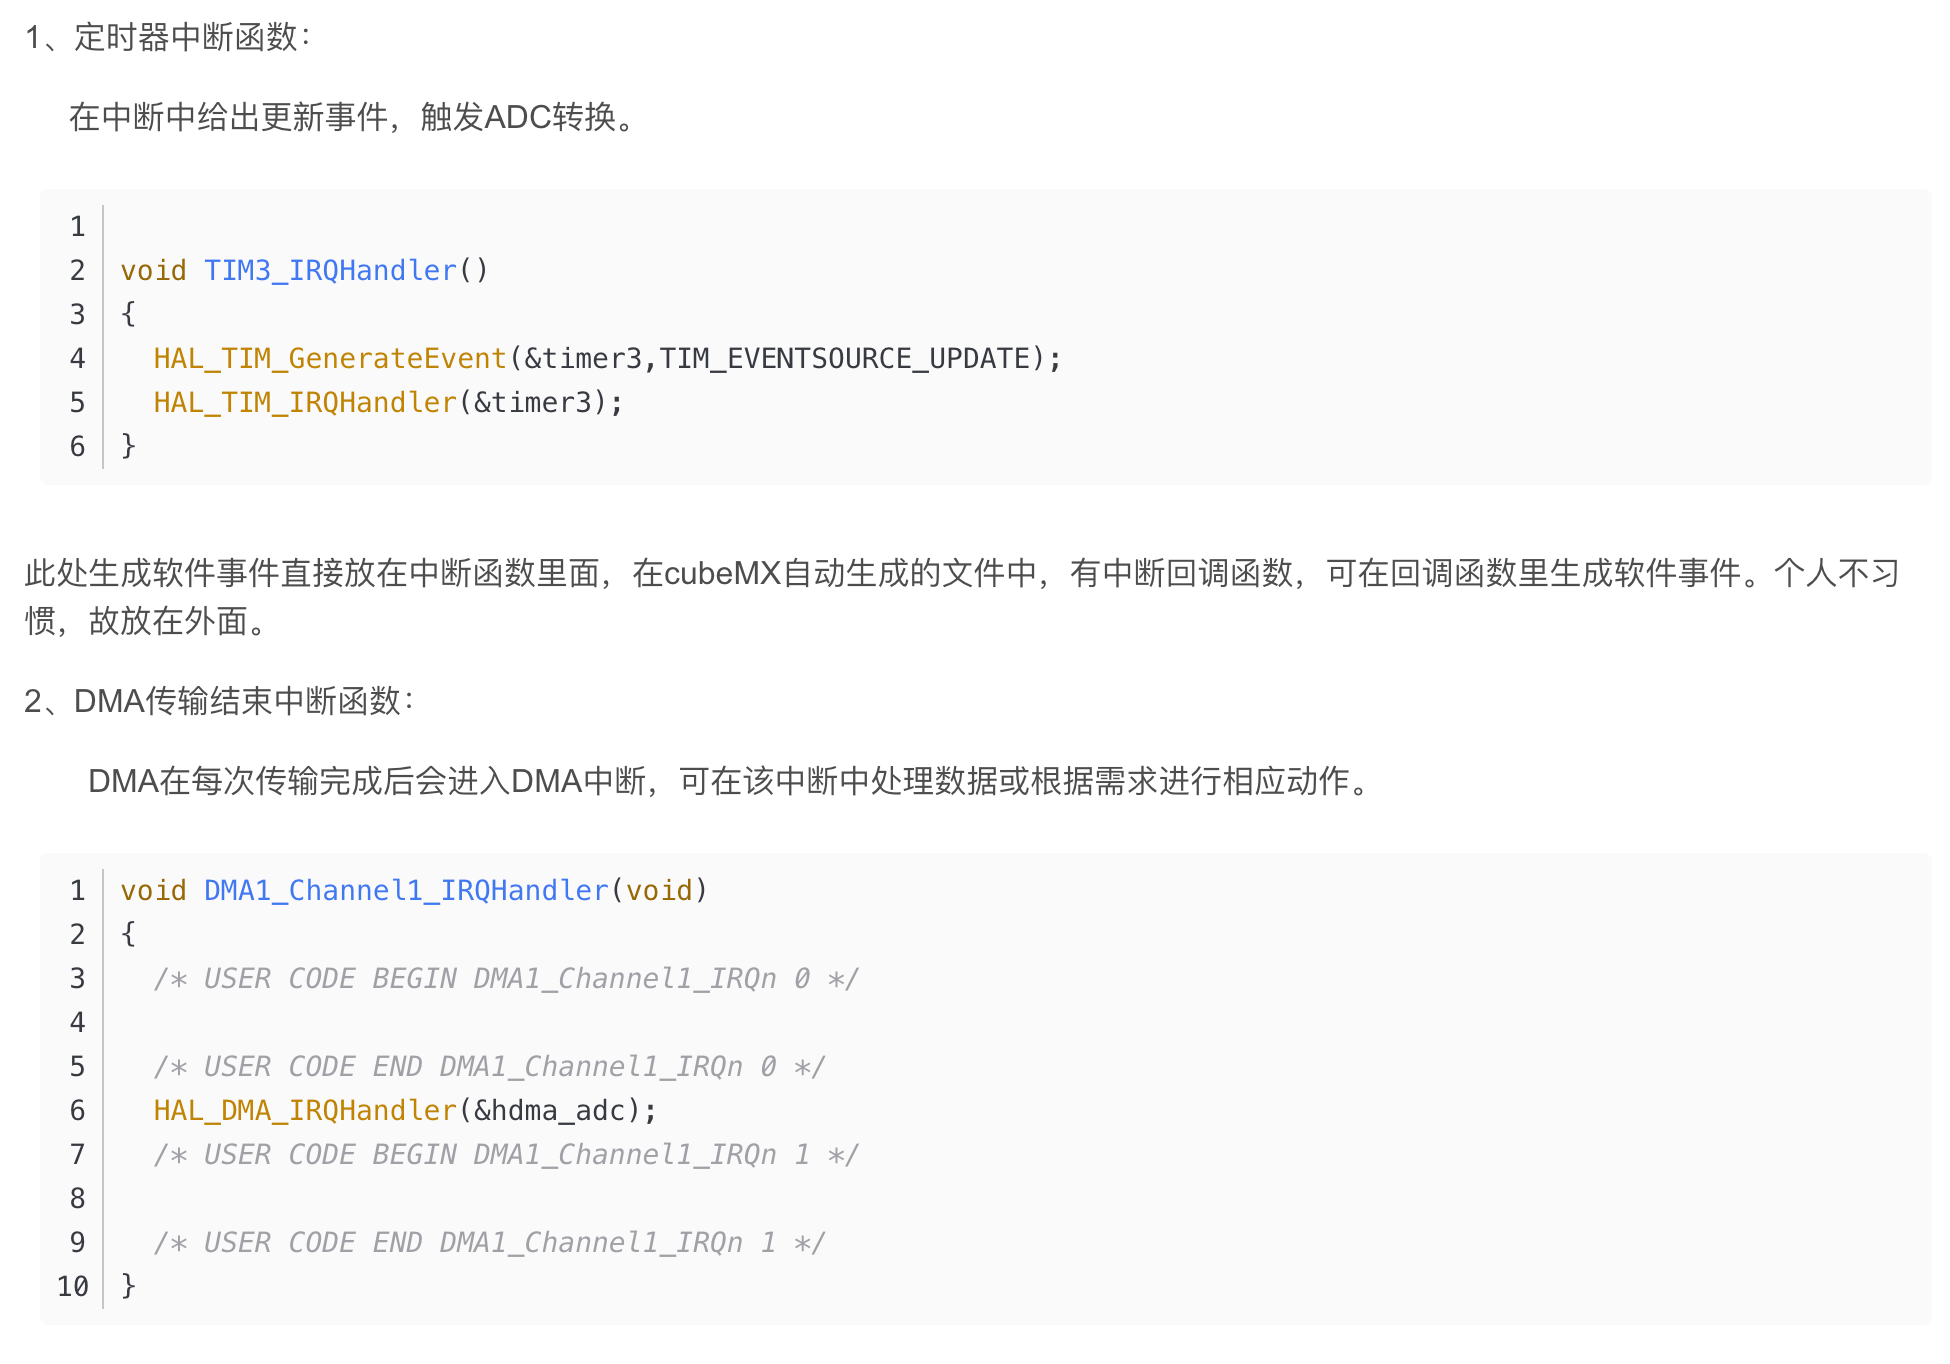 1、定时器中断函数：
在中断中给出更新事件，触发ADC转换。
1
2 void TIM3_IRQHandler()
3 {
4   HAL_TIM_GenerateEvent(&timer3,TIM_EVENTSOURCE_UPDATE);
5   HAL_TIM_IRQHandler(&timer3);
6 }
此处生成软件事件直接放在中断函数里面，在cubeMX自动生成的文件中，有中断回调函数，可在回调函数里生成软件事件。个人不习
惯，故放在外面。
2、DMA传输结束中断函数：
DMA在每次传输完成后会进入DMA中断，可在该中断中处理数据或根据需求进行相应动作。
1 void DMA1_Channel1_IRQHandler(void)
2 {
3   /* USER CODE BEGIN DMA1_Channel1_IRQn 0 */
4
5   /* USER CODE END DMA1_Channel1_IRQn 0 */
6   HAL_DMA_IRQHandler(&hdma_adc);
7   /* USER CODE BEGIN DMA1_Channel1_IRQn 1 */
8
9   /* USER CODE END DMA1_Channel1_IRQn 1 */
10 }